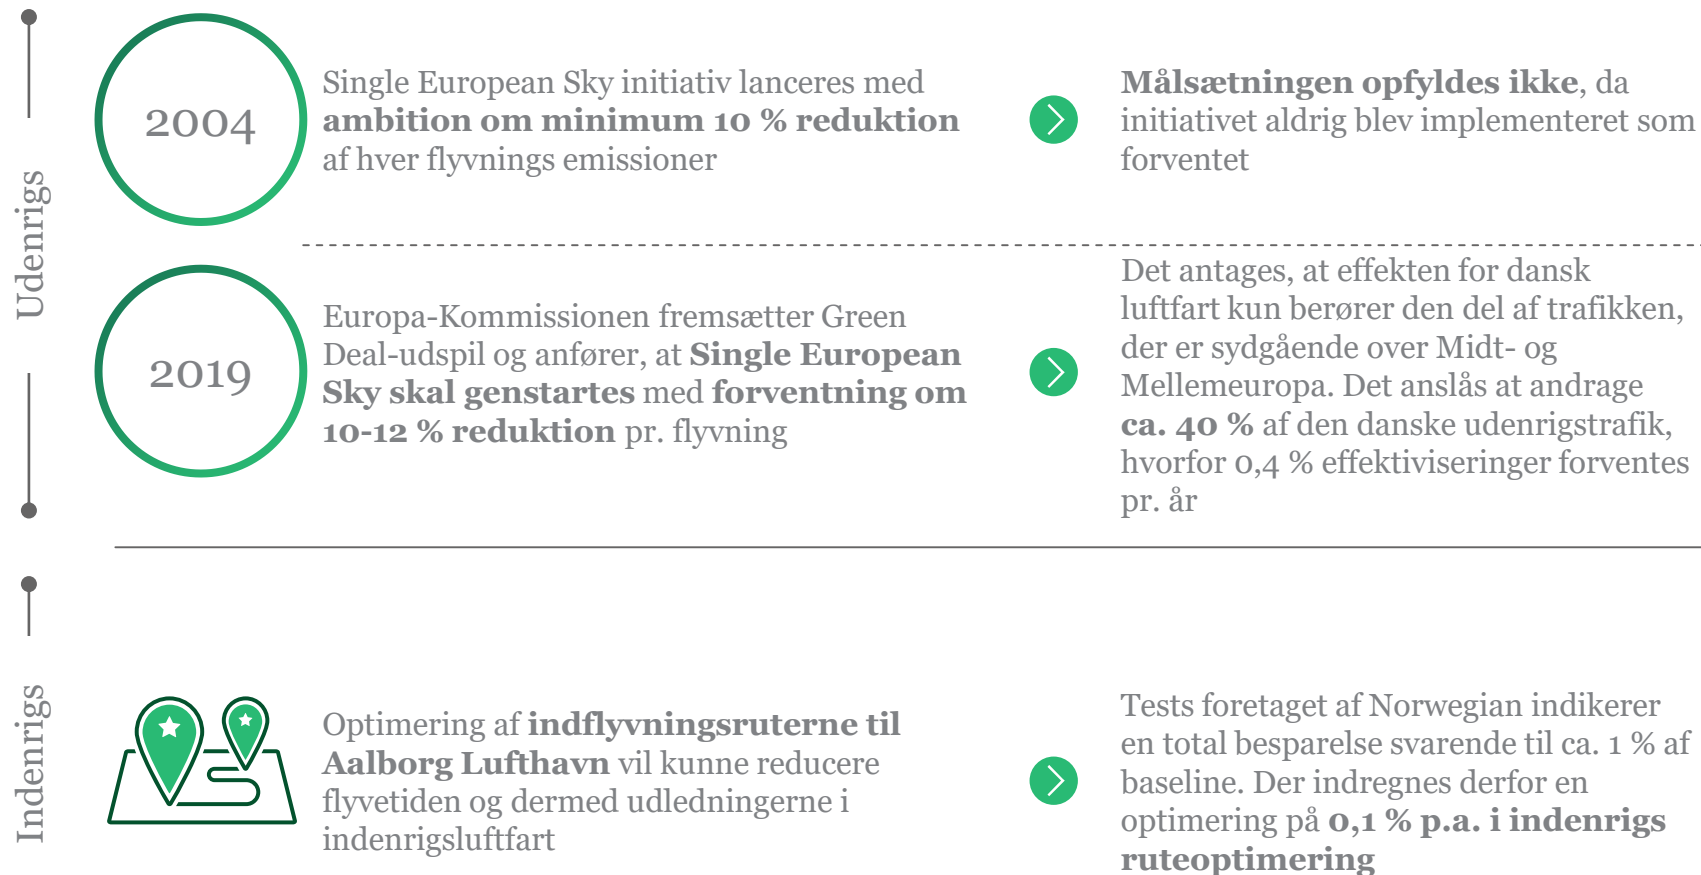 Udenrigs
2004
Single European Sky initiativ lanceres med
ambition om minimum 10 % reduktion
af hver flyvnings emissioner
Målsætningen opfyldes ikke, da
initiativet aldrig blev implementeret som
forventet
2019
Europa-Kommissionen fremsætter Green
Deal-udspil og anfører, at Single European
Sky skal genstartes med forventning om
10-12 % reduktion pr. flyvning
Det antages, at effekten for dansk
luftfart kun berører den del af trafikken,
der er sydgående over Midt- og
Mellemeuropa. Det anslås at andrage
ca. 40 % af den danske udenrigstrafik,
hvorfor 0,4 % effektiviseringer forventes
pr. år
Indenrigs
Optimering af indflyvningsruterne til
Aalborg Lufthavn vil kunne reducere
flyvetiden og dermed udledningerne i
indenrigsluftfart
Tests foretaget af Norwegian indikerer
en total besparelse svarende til ca. 1 % af
baseline. Der indregnes derfor en
optimering på 0,1 % p.a. i indenrigs
ruteoptimering